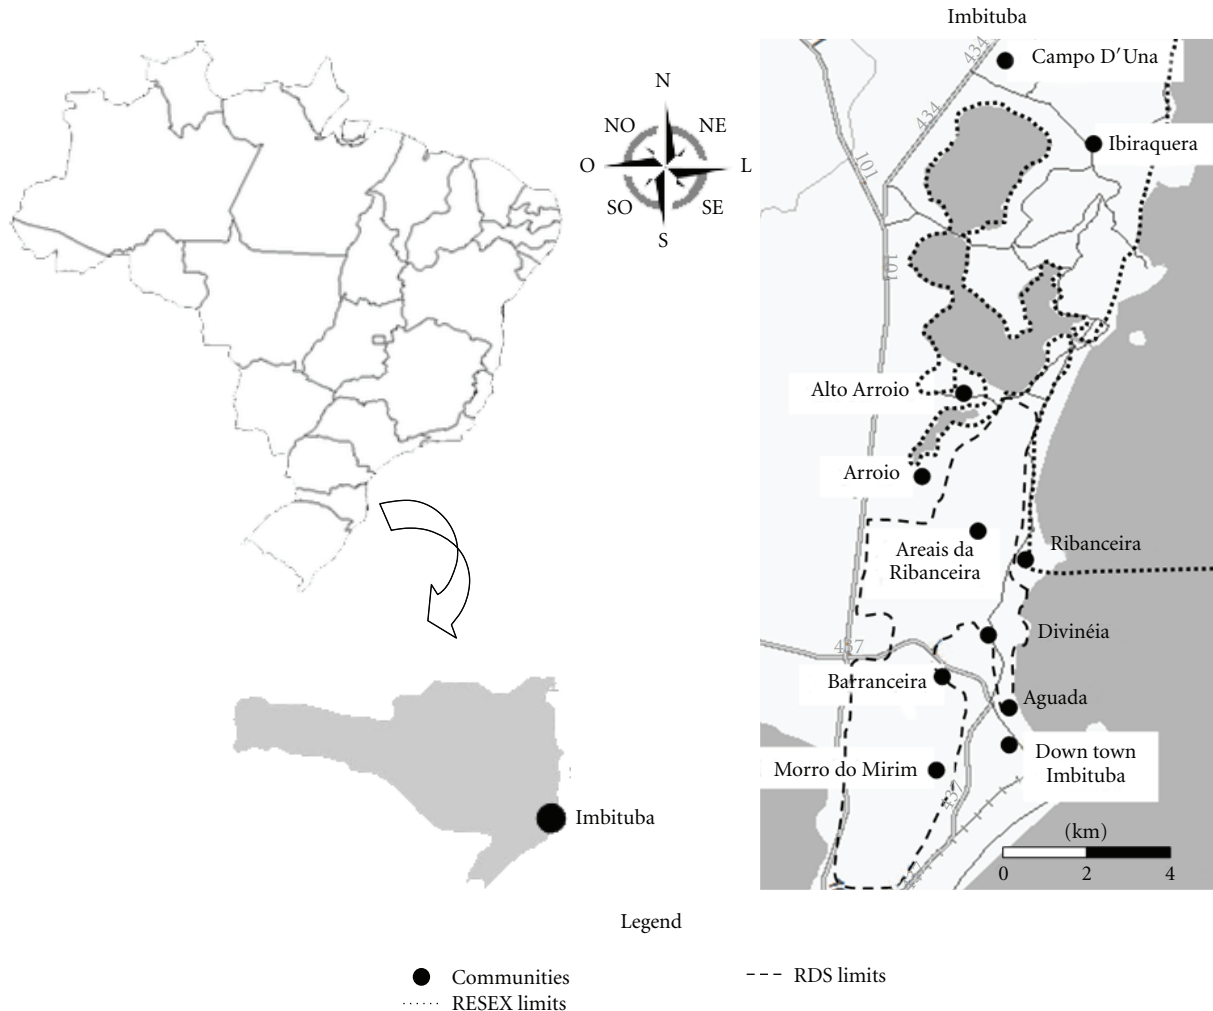 Imbituba
434
Campo D'Una
N
NO
NE
434
Ibiraquera
101
O
L
SO
SE
S
101
Alto Arroio
Arroio
Areais da
Ribanceira
Ribanceira
Divinéia
437
Barranceira
Aguada
Down town
Imbituba
Morro do Mirim
437
Imbituba
(km)
0 2 4
Legend
Communities
RESEX limits
RDS limits